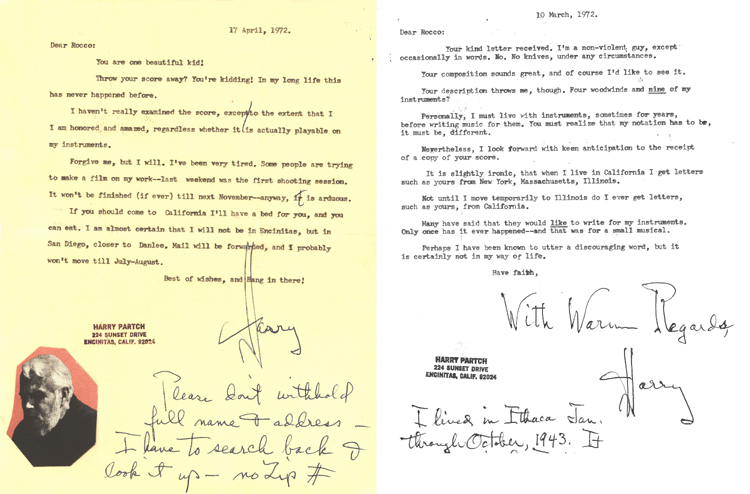 17 April, 1972.
Dear Rocco:
You are one beautiful kid!
Throw your score away? You're kidding! In my long life this
has never happened before.
I haven't really examined the score, except to the extent that I
I am honored and amazed, regardless whether it is actually playable on
my instruments.
Forgive me, but I will. I've been very tired. Some people are trying
to make a film on my work--last weekend was the first shooting session.
It won't be finished (if ever) till next November--anyway, it is arduous.
If you should come to California I'll have a bed for you, and you
can eat. I am almost certain that I will not be in Encinitas, but in
San Diego, closer to Danlee. Mail will be forwarded, and I probably
won't move till July-August.
Best of wishes, and Hang in there!
Harry
HARRY PARTCH
224 SUNSET DRIVE
ENCINITAS, CALIF. 92024
Please don't withhold
full name & address –
I have to search back &
look it up – no Zip #
10 March, 1972.
Dear Rocco:
Your kind letter received. I'm a non-violent guy, except
occasionally in words. No. No knives, under any circumstances.
Your composition sounds great, and of course I'd like to see it.
Your description throws me, though. Four woodwinds and nine of my
instruments?
Personally, I must live with instruments, sometimes for years,
before writing music for them. You must realize that my notation has to be,
it must be, different.
Nevertheless, I look forward with keen anticipation to the receipt
of a copy of your score.
It is slightly ironic, that when I live in California I get letters
such as yours from New York, Massachusetts, Illinois.
Not until I move temporarily to Illinois do I ever get letters,
such as yours, from California.
Many have said that they would like to write for my instruments.
Only once has it ever happened--and that was for a small musical.
Perhaps I have been known to utter a discouraging word, but it
is certainly not in my way of life.
Have faith,
With Warm Regards,
Harry
HARRY PARTCH
224 SUNSET DRIVE
ENCINITAS, CALIF. 92024
I lived in Ithaca Jan.
through October, 1943. It